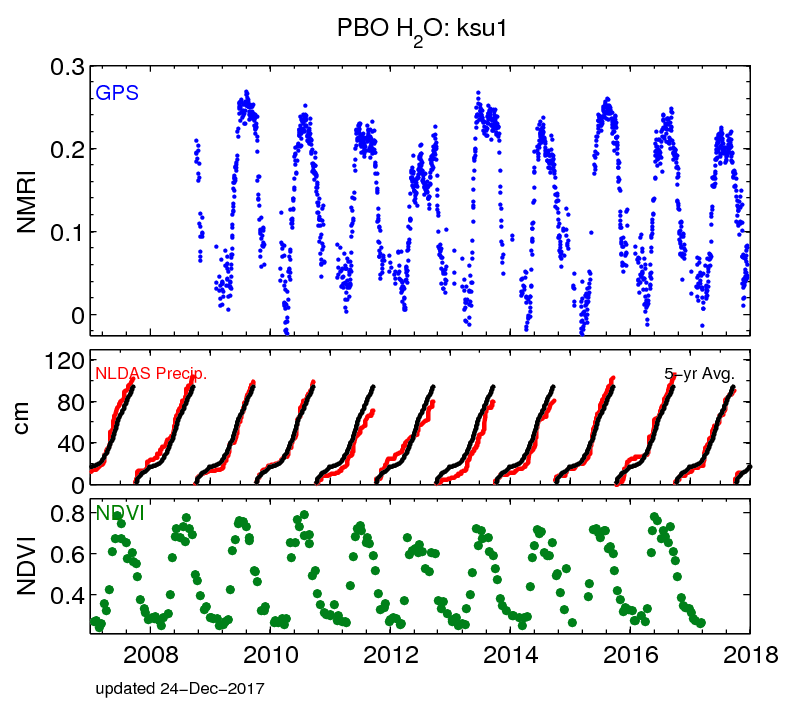 PBO H2O: ksu1
0.3
GPS
0.2
NMRI
0.1
0
120
NLDAS Precip.
5-yr Avg.
80
cm
40
0
0.8
NDVI
0.6
NDVI
0.4
2008 2010 2012 2014 2016 2018
updated 24-Dec-2017